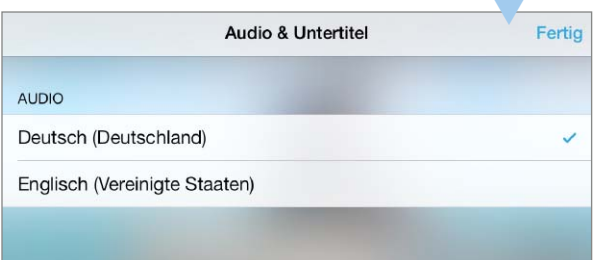 Audio & Untertitel Fertig
AUDIO
Deutsch (Deutschland)
Englisch (Vereinigte Staaten)